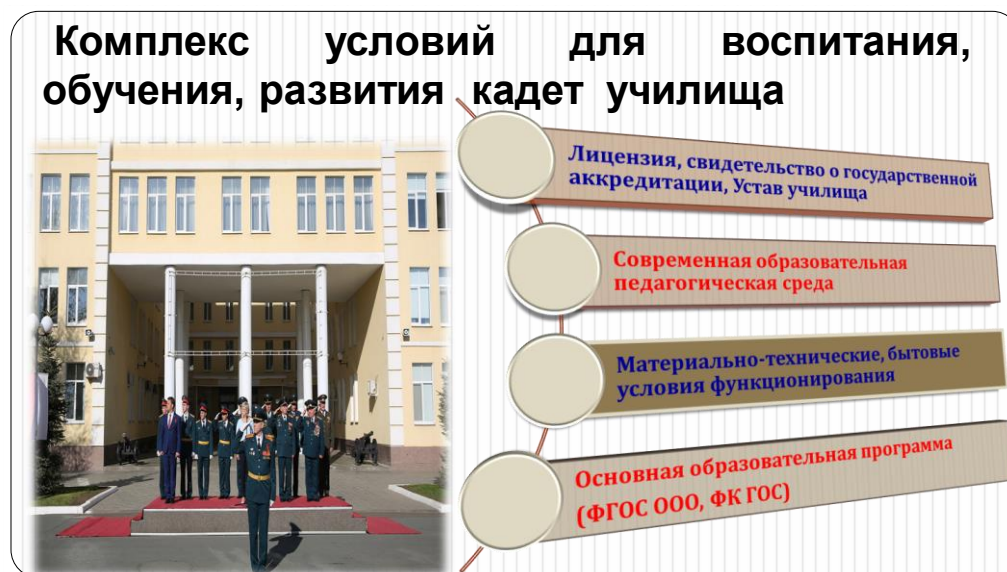 Комплекс условий для воспитания,
обучения, развития кадет училища
Лицензия, свидетельство о государственной
аккредитации, Устав училища
Современная образовательная
педагогическая среда
Материально-технические, бытовые
условия функционирования
Основная образовательная программа
(ФГОС ООО, ФК ГОС)